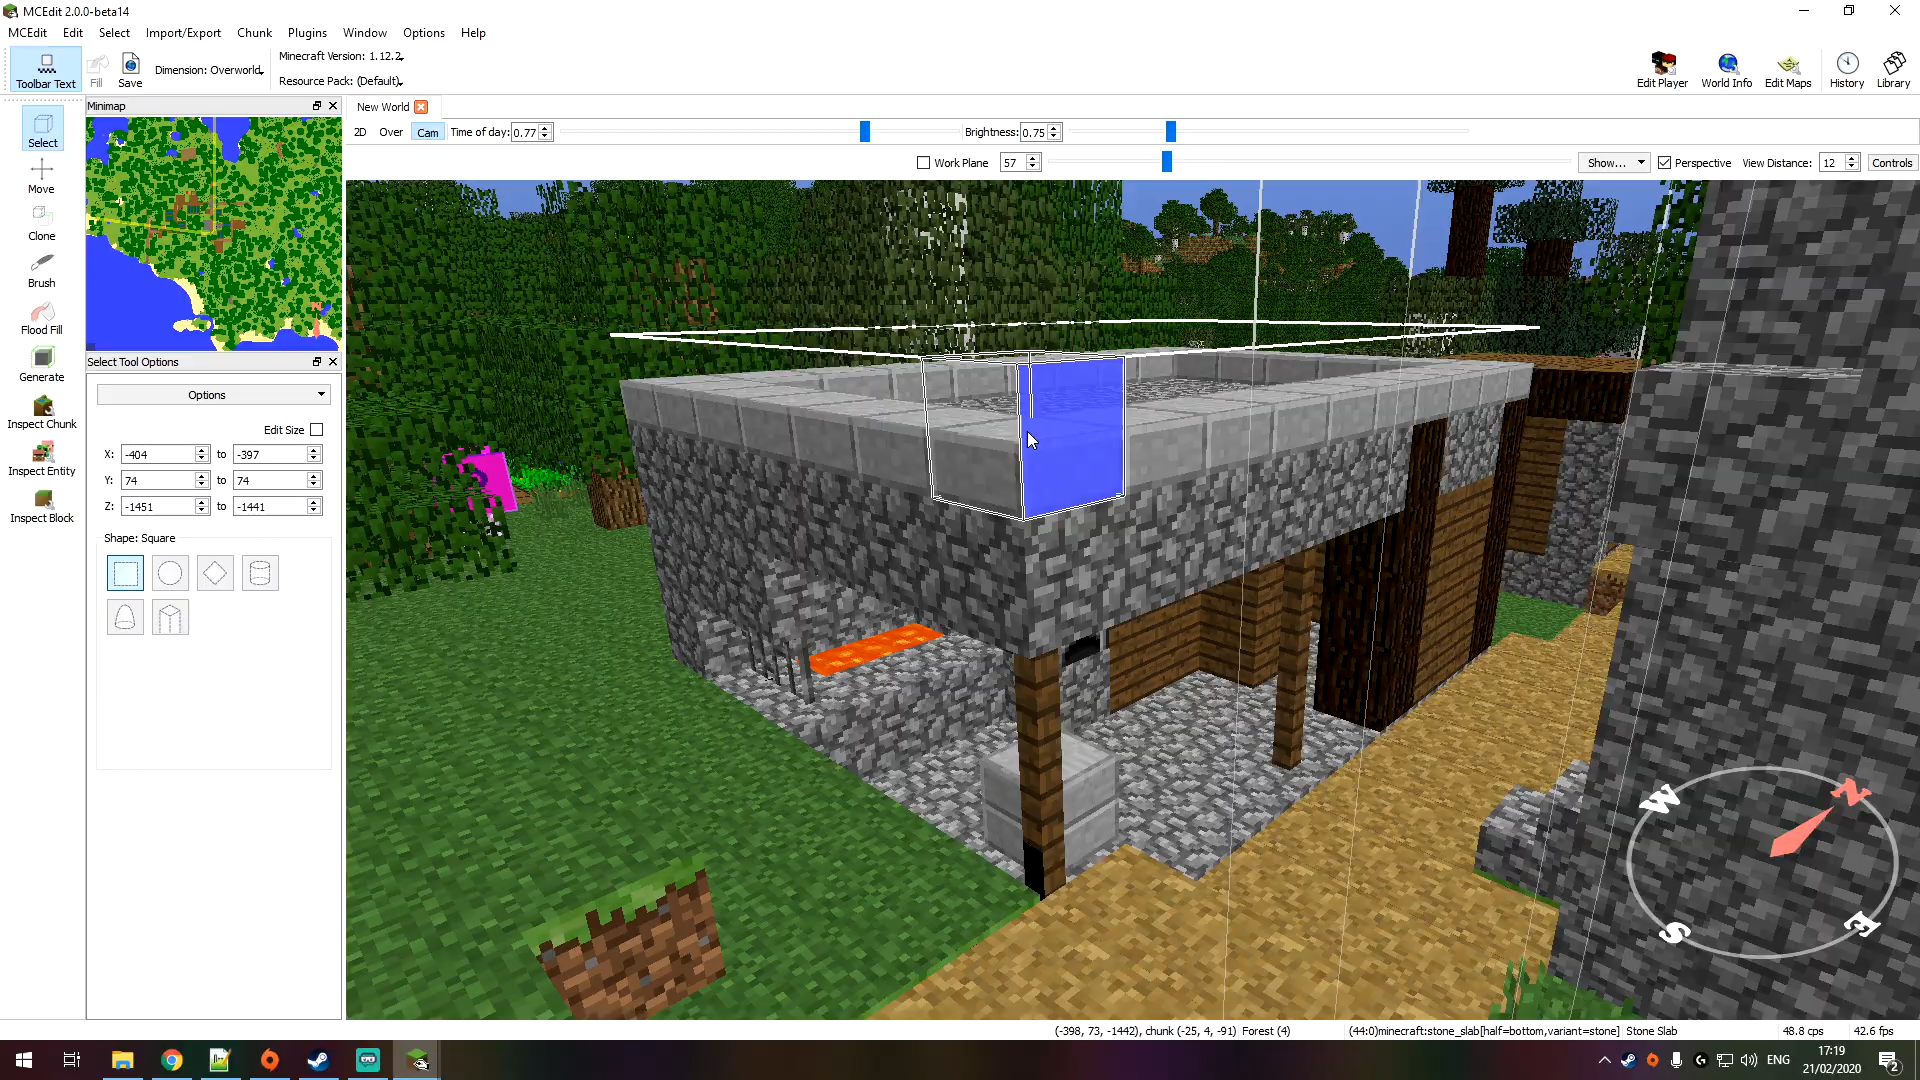 MCEdit 2.0.0-beta14
MCEdit Edit Select Import/Export Chunk Plugins Window Options Help
Toolbar Text
Fill
Save
Dimension: Overworld
Minecraft Version: 1.12.2
Resource Pack: (Default)
Edit Player
World Info
Edit Maps
History
Library
Minimap
New World
2D Over Cam Time of day: 0.77 Brightness: 0.75
Work Plane 57 Show... Perspective View Distance: 12 Controls
Select
Move
Clone
Brush
Flood Fill
Generate
Inspect Chunk
Inspect Entity
Inspect Block
N
Select Tool Options
Options
Edit Size
X: -404 to -397
Y: 74 to 74
Z: -1451 to -1441
Shape: Square
W N
S E
(-398, 73, -1442), chunk (-25, 4, -91) Forest (4) (44:0)minecraft:stone_slab[half=bottom,variant=stone] Stone Slab 48.8 cps 42.6 fps
ENG
17:19
21/02/2020
2